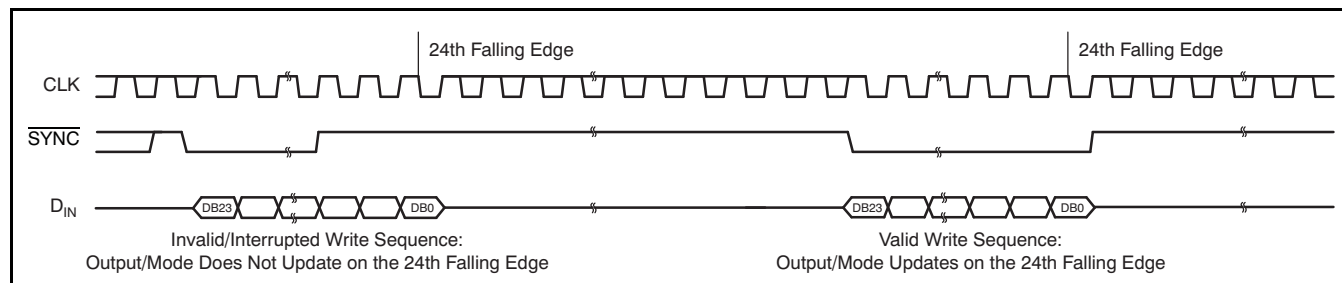 24th Falling Edge
24th Falling Edge
CLK
SYNC
DIN
DB23
DB0
DB23
DB0
Invalid/Interrupted Write Sequence:
Output/Mode Does Not Update on the 24th Falling Edge
Valid Write Sequence:
Output/Mode Updates on the 24th Falling Edge